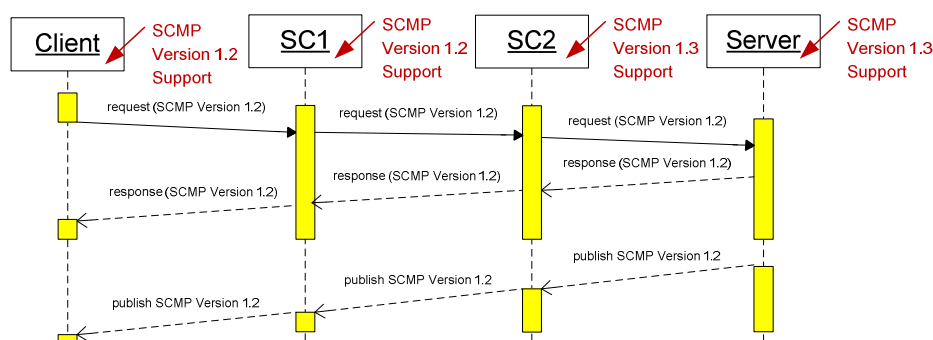 Client
SCMP
Version 1.2
Support
SC1
SCMP
Version 1.2
Support
SC2
SCMP
Version 1.3
Support
Server
SCMP
Version 1.3
Support
request (SCMP Version 1.2)
request (SCMP Version 1.2)
request (SCMP Version 1.2)
response (SCMP Version 1.2)
response (SCMP Version 1.2)
response (SCMP Version 1.2)
publish SCMP Version 1.2
publish SCMP Version 1.2
publish SCMP Version 1.2